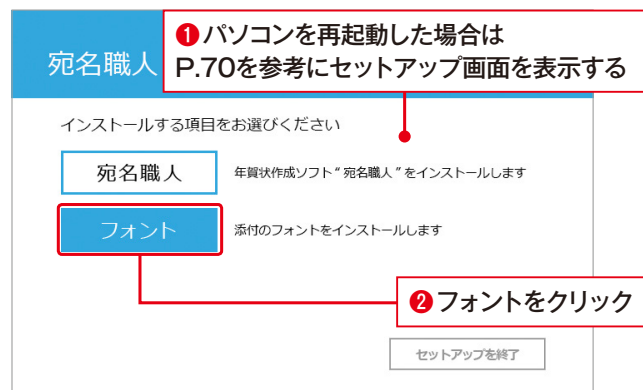 ❶パソコンを再起動した場合は
P.70を参考にセットアップ画面を表示する
宛名職人
インストールする項目をお選びください
宛名職人
年賀状作成ソフト“宛名職人”をインストールします
フォント
添付のフォントをインストールします
❷フォントをクリック
セットアップを終了